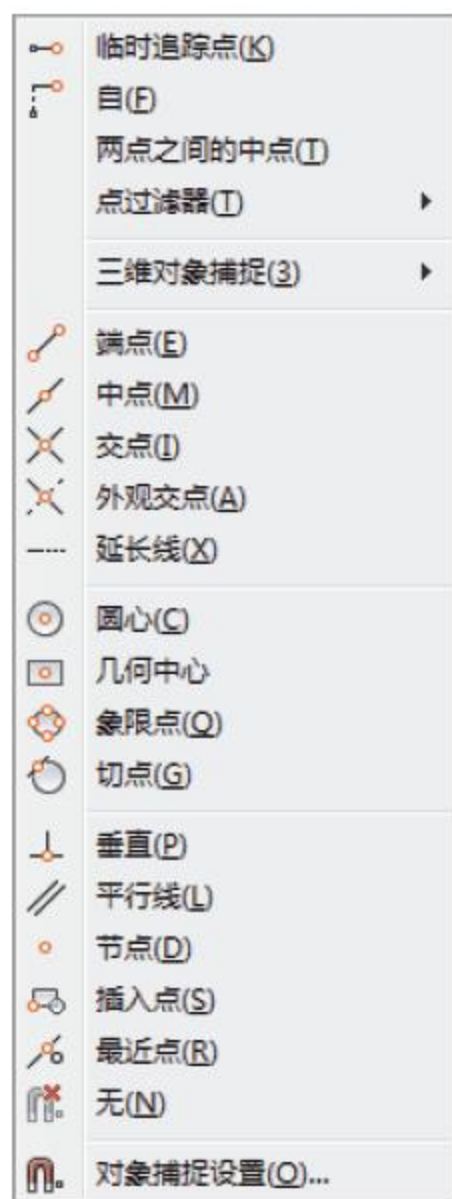 临时追踪点(K)
自(F)
两点之间的中点(T)
点过滤器(T)
三维对象捕捉(3)
端点(E)
中点(M)
交点(I)
外观交点(A)
延长线(X)
圆心(C)
几何中心
象限点(Q)
切点(G)
垂直(P)
平行线(L)
节点(D)
插入点(S)
最近点(R)
无(N)
对象捕捉设置(O)...